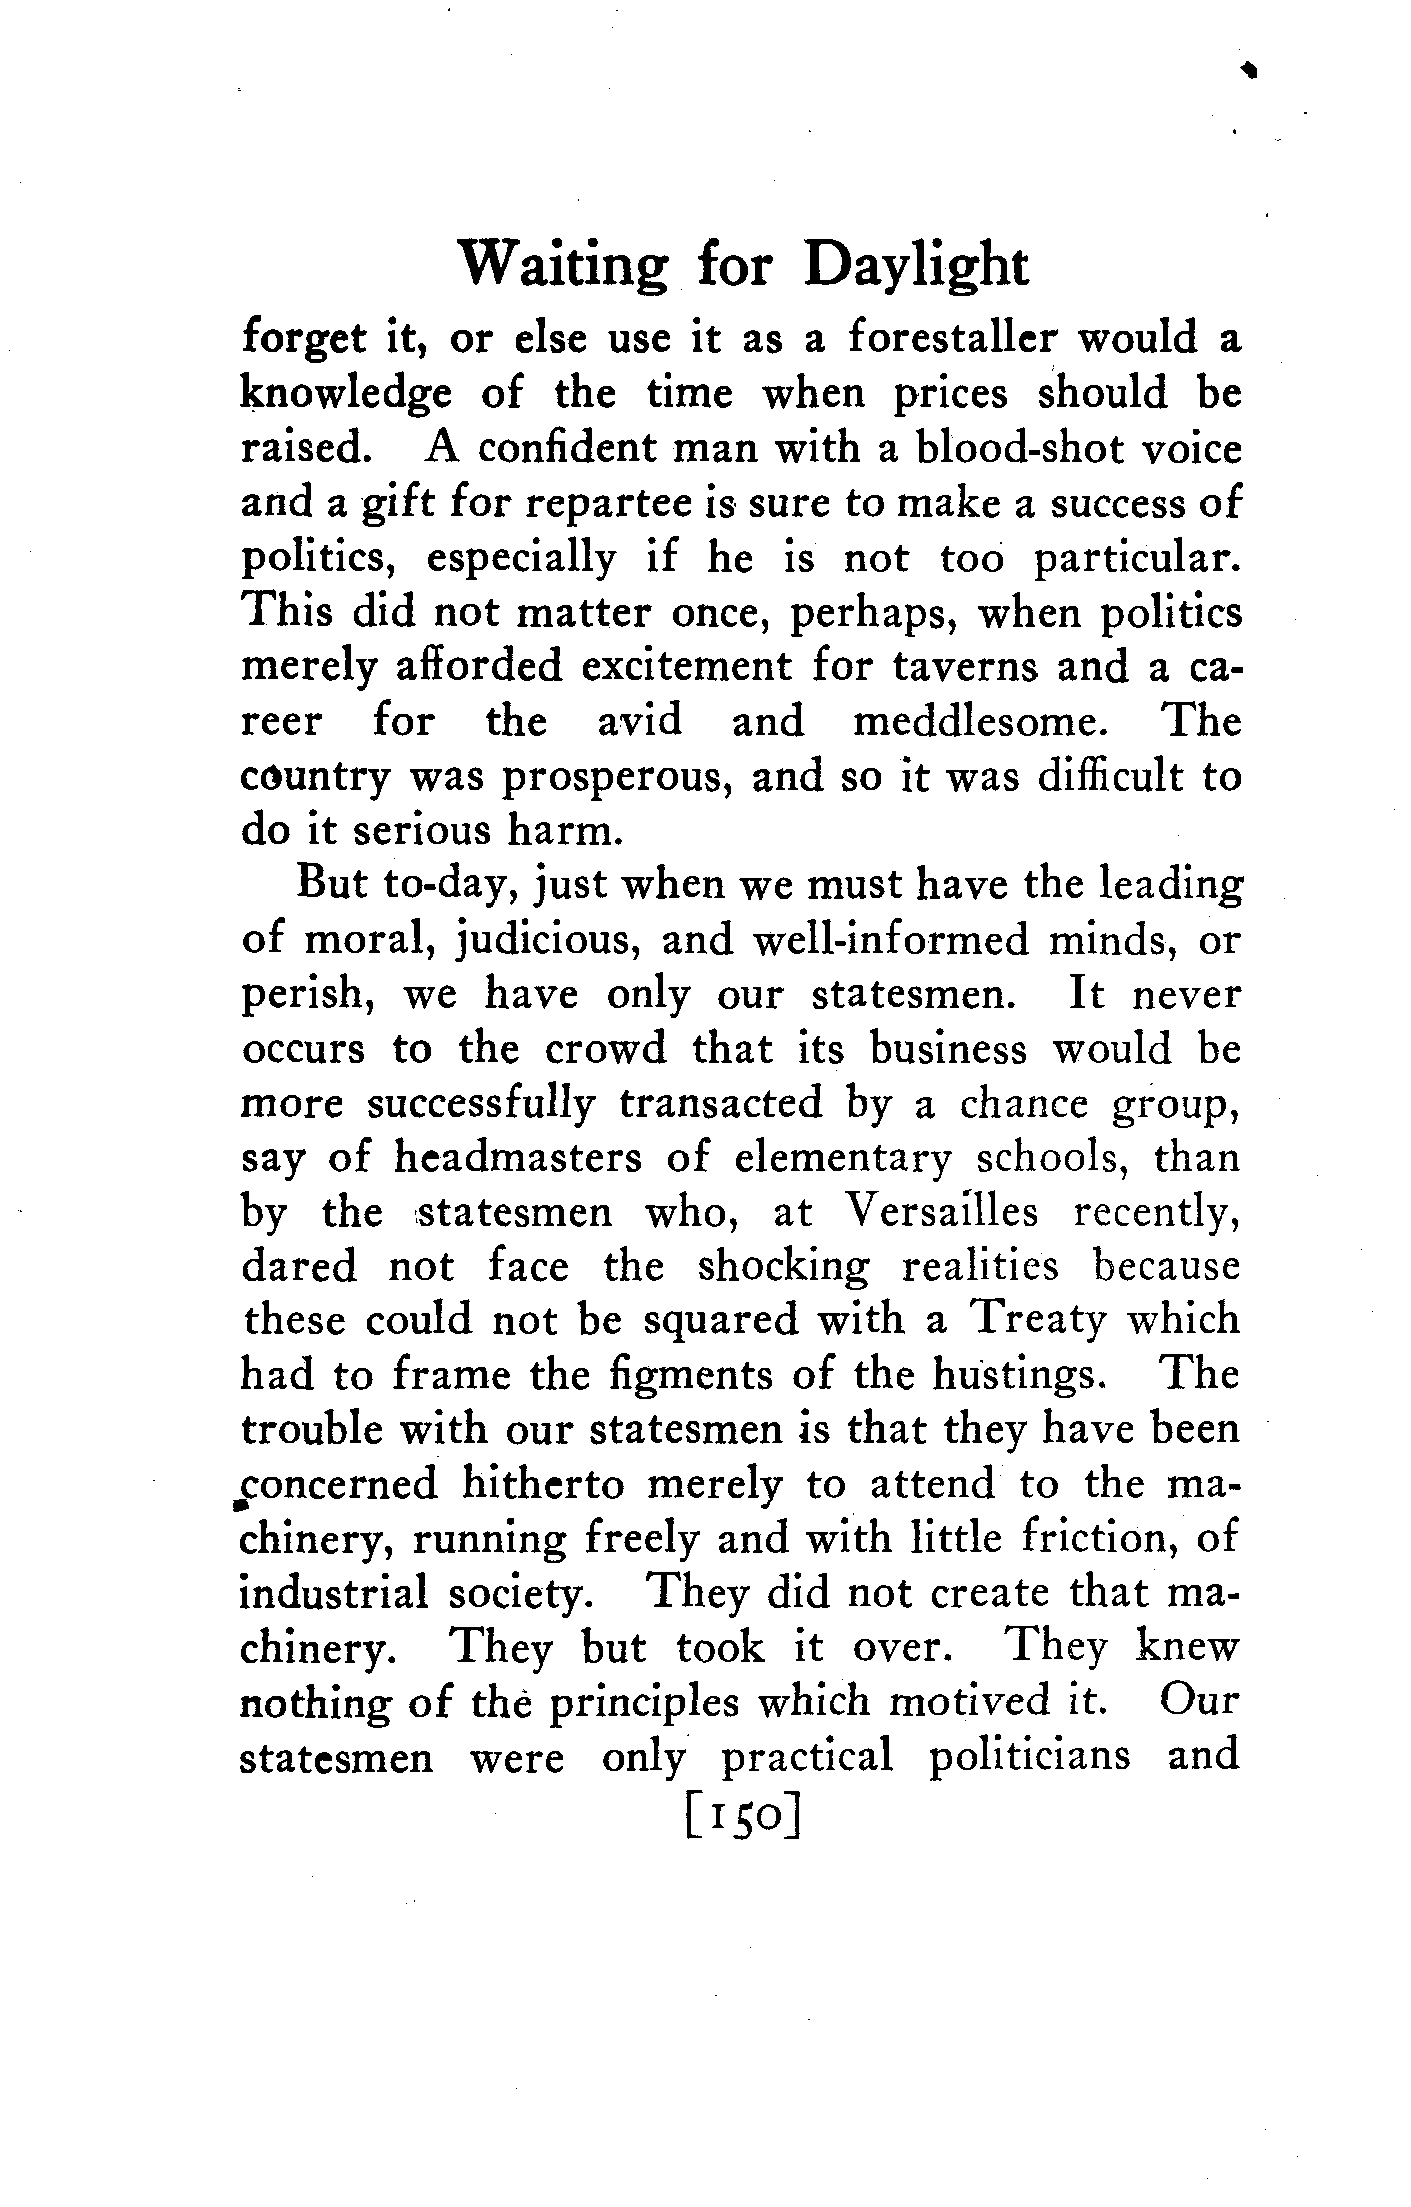 Waiting for Daylight
forget it, or else use it as a forestaller would a
knowledge of the time when prices should be
raised. A confident man with a blood-shot voice
and a gift for repartee is sure to make a success of
politics, especially if he is not too particular.
This did not matter once, perhaps, when politics
merely afforded excitement for taverns and a ca-
reer for the avid and meddlesome. The
country was prosperous, and so it was difficult to
do it serious harm.
But to-day, just when we must have the leading
of moral, judicious, and well-informed minds, or
perish, we have only our statesmen. It never
occurs to the crowd that its business would be
more successfully transacted by a chance group,
say of headmasters of elementary schools, than
by the statesmen who, at Versailles recently,
dared not face the shocking realities because
these could not be squared with a Treaty which
had to frame the figments of the hustings. The
trouble with our statesmen is that they have been
concerned hitherto merely to attend to the ma-
chinery, running freely and with little friction, of
industrial society. They did not create that ma-
chinery. They but took it over. They knew
nothing of the principles which motived it. Our
statesmen were only practical politicians and
[150]